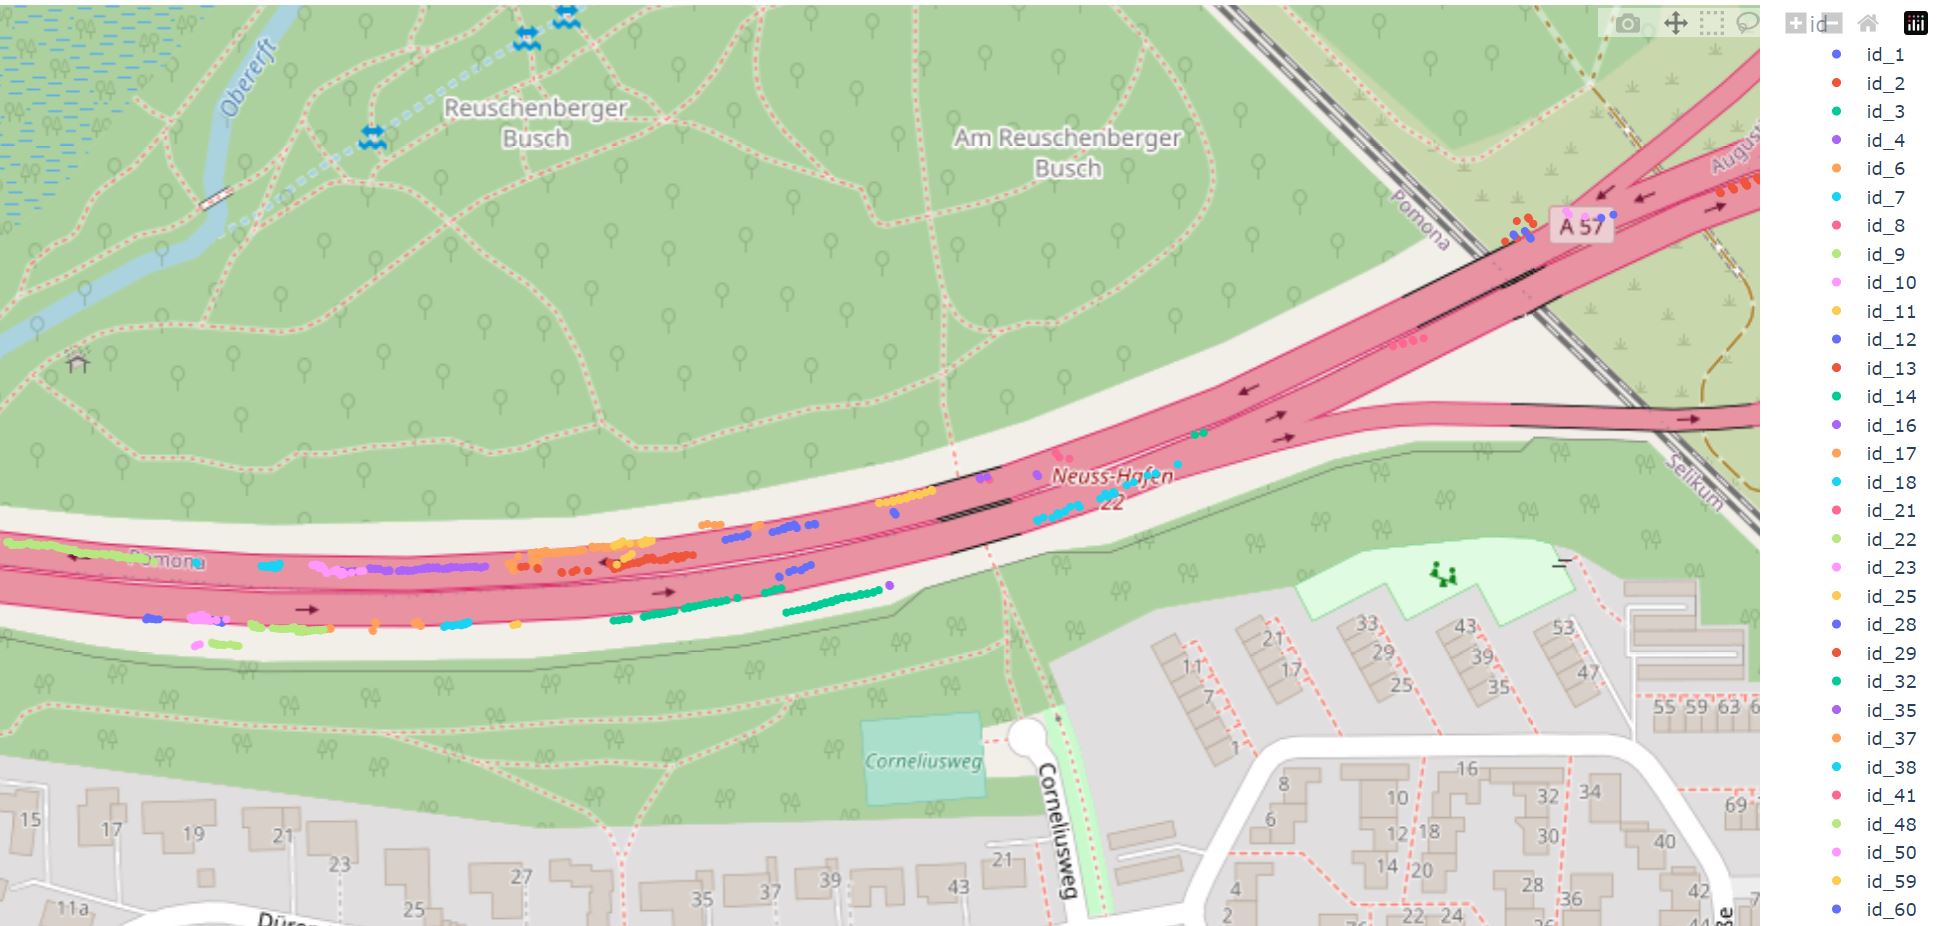 Obererft
Reuschenberger
Busch
Am Reuschenberger
Busch
Pomona
A 57
August
Pomona
Neuss-Hafen
22
Selikum
Corneliusweg
Corneliusweg
15
17
19
21
23
11a
25
27
35
37
39
43
21
11
7
1
21
17
33
29
25
43
39
35
53
47
55 59 63 6
8
6
4
2
10
12 18
14
20
22 24
16
32
30
28
34
36
40
42
69
id
id_1
id_2
id_3
id_4
id_6
id_7
id_8
id_9
id_10
id_11
id_12
id_13
id_14
id_16
id_17
id_18
id_21
id_22
id_23
id_25
id_28
id_29
id_32
id_35
id_37
id_38
id_41
id_48
id_50
id_59
id_60